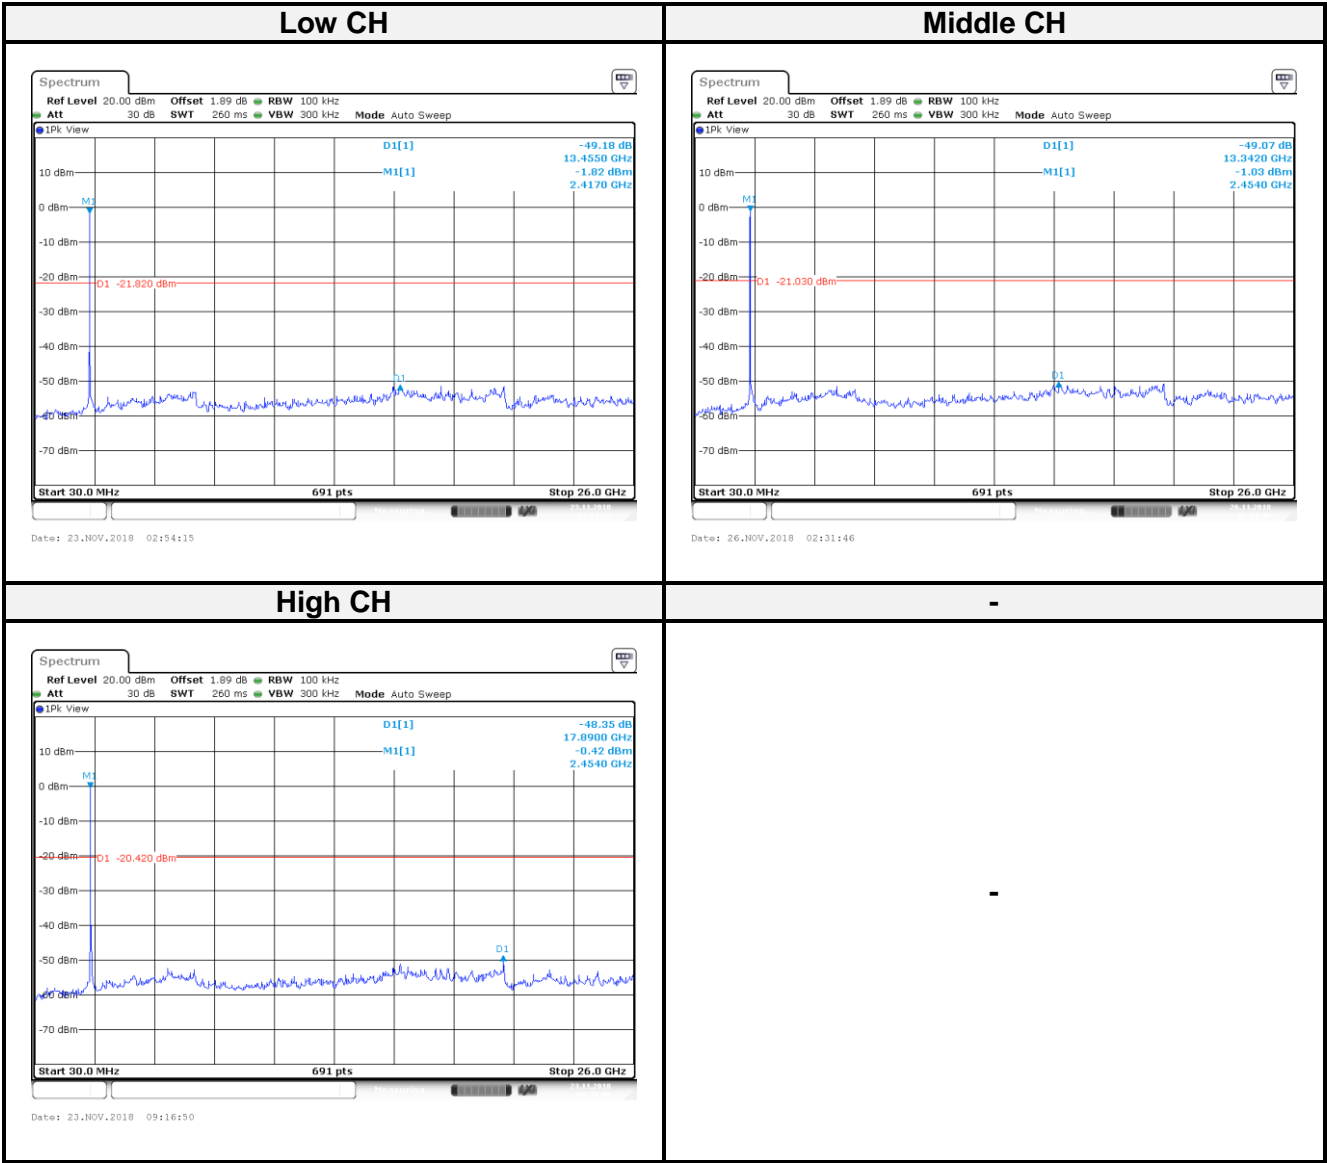 Low CH
Middle CH
Spectrum
Ref Level 20.00 dBm Offset 1.89 dB RBW 100 kHz
Att 30 dB SWT 260 ms VBW 300 kHz Mode Auto Sweep
1Pk View
D1[1] -49.18 dB
13.4550 GHz
10 dBm
M1[1] -1.82 dBm
2.4170 GHz
M1
0 dBm
-10 dBm
-20 dBm
D1 -21.820 dBm
-30 dBm
-40 dBm
-50 dBm
D1
-60 dBm
-70 dBm
Start 30.0 MHz 691 pts Stop 26.0 GHz
Date: 23.NOV.2018 02:54:15
Spectrum
Ref Level 20.00 dBm Offset 1.89 dB RBW 100 kHz
Att 30 dB SWT 260 ms VBW 300 kHz Mode Auto Sweep
1Pk View
D1[1] -49.07 dB
13.3420 GHz
10 dBm
M1[1] -1.03 dBm
2.4540 GHz
M1
0 dBm
-10 dBm
-20 dBm
D1 -21.030 dBm
-30 dBm
-40 dBm
-50 dBm
D1
-60 dBm
-70 dBm
Start 30.0 MHz 691 pts Stop 26.0 GHz
Date: 26.NOV.2018 02:31:46
High CH
-
Spectrum
Ref Level 20.00 dBm Offset 1.89 dB RBW 100 kHz
Att 30 dB SWT 260 ms VBW 300 kHz Mode Auto Sweep
1Pk View
D1[1] -48.35 dB
17.8900 GHz
10 dBm
M1[1] -0.42 dBm
2.4540 GHz
M1
0 dBm
-10 dBm
-20 dBm
D1 -20.420 dBm
-30 dBm
-40 dBm
-50 dBm
D1
-60 dBm
-70 dBm
Start 30.0 MHz 691 pts Stop 26.0 GHz
Date: 23.NOV.2018 09:16:50
-